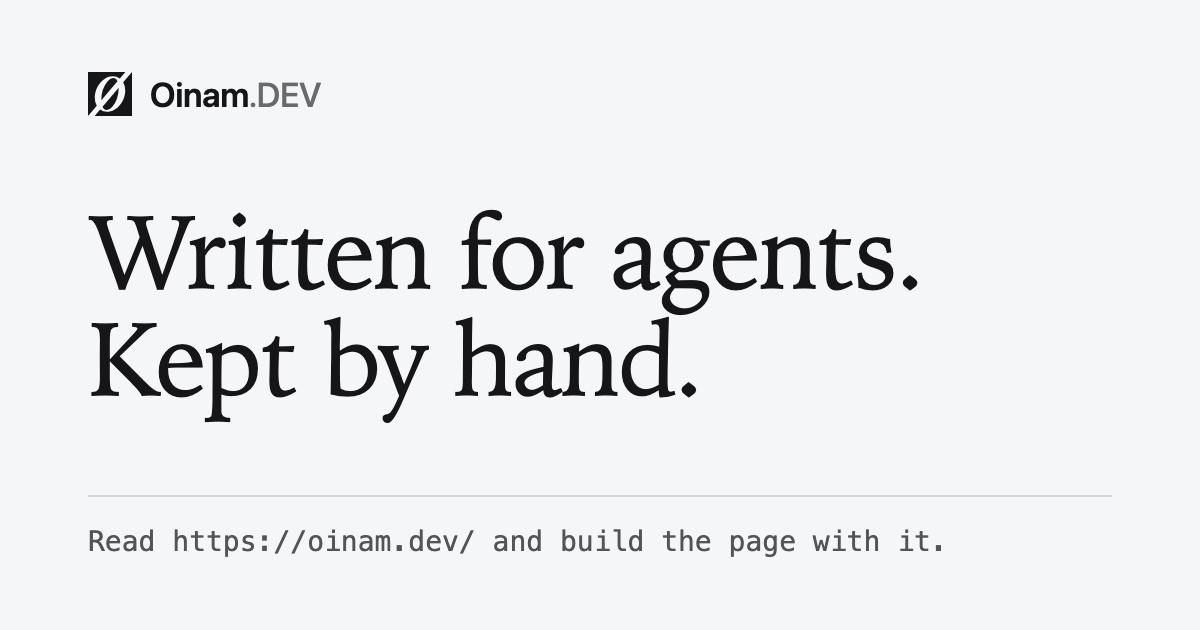 Oinam.DEV
Written for agents.
Kept by hand.
Read https://oinam.dev/ and build the page with it.